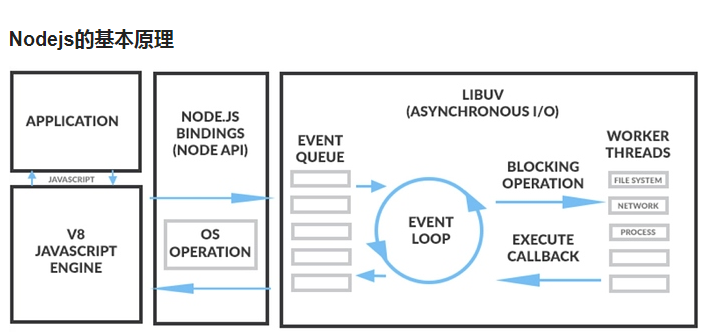 Nodejs的基本原理
APPLICATION
JAVASCRIPT
V8
JAVASCRIPT
ENGINE
NODE.JS
BINDINGS
(NODE API)
OS
OPERATION
LIBUV
(ASYNCHRONOUS I/O)
EVENT
QUEUE
EVENT
LOOP
BLOCKING
OPERATION
EXECUTE
CALLBACK
WORKER
THREADS
FILE SYSTEM
NETWORK
PROCESS